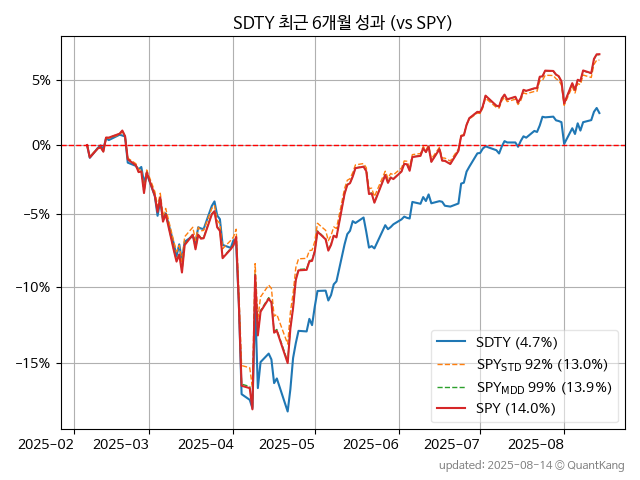 SDTY 최근 6개월 성과 (vs SPY)
5%
0%
−5%
−10%
−15%
SDTY (4.7%)
SPY_STD 92% (13.0%)
SPY_MDD 99% (13.9%)
SPY (14.0%)
2025-02 2025-03 2025-04 2025-05 2025-06 2025-07 2025-08
updated: 2025-08-14 © QuantKang